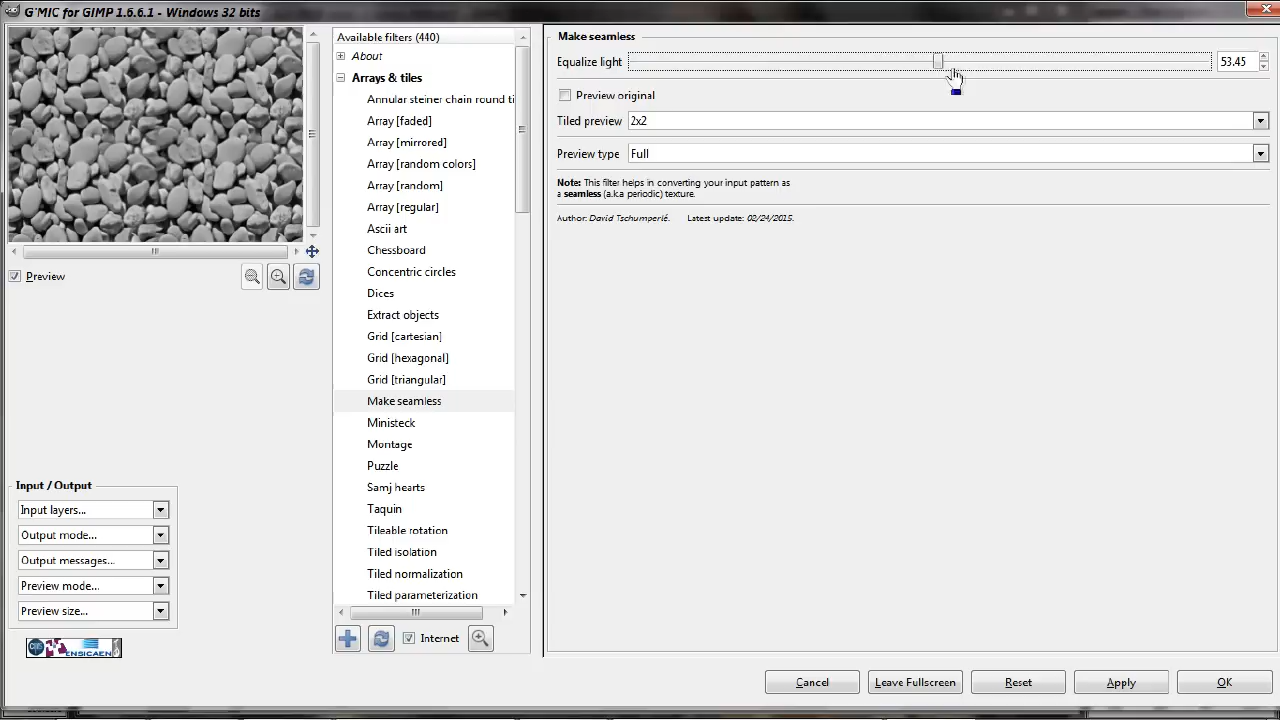 G'MIC for GIMP 1.6.6.1 - Windows 32 bits
Preview
Input / Output
Input layers...
Output mode...
Output messages...
Preview mode...
Preview size...
ENSICAEN
Available filters (440)
About
Arrays & tiles
Annular steiner chain round ti
Array [faded]
Array [mirrored]
Array [random colors]
Array [random]
Array [regular]
Ascii art
Chessboard
Concentric circles
Dices
Extract objects
Grid [cartesian]
Grid [hexagonal]
Grid [triangular]
Make seamless
Ministeck
Montage
Puzzle
Samj hearts
Taquin
Tileable rotation
Tiled isolation
Tiled normalization
Tiled parameterization
Internet
Make seamless
Equalize light 53.45
Preview original
Tiled preview 2x2
Preview type Full
Note: This filter helps in converting your input pattern as
a seamless (a.k.a periodic) texture.
Author: David Tschumperlé. Latest update: 02/24/2015.
Cancel Leave Fullscreen Reset Apply OK